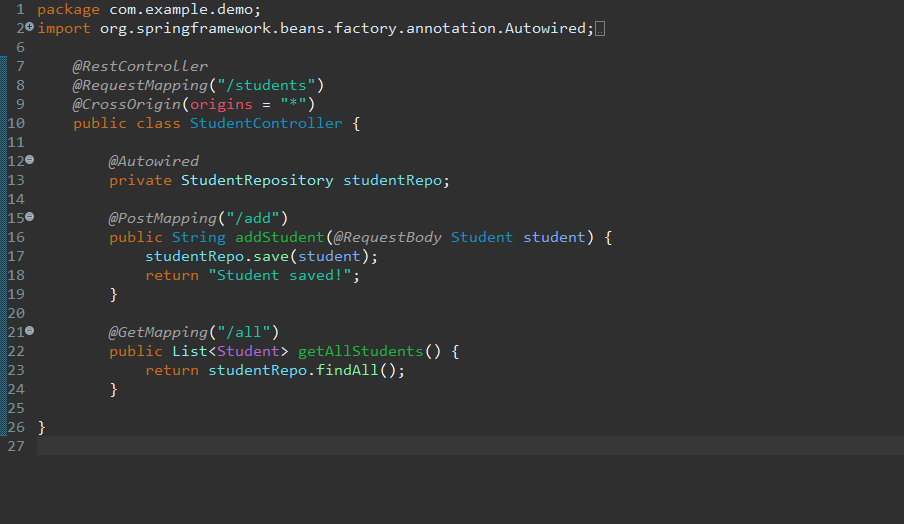 1 package com.example.demo;
2 import org.springframework.beans.factory.annotation.Autowired;
6
7     @RestController
8     @RequestMapping("/students")
9     @CrossOrigin(origins = "*")
10     public class StudentController {
11
12         @Autowired
13         private StudentRepository studentRepo;
14
15         @PostMapping("/add")
16         public String addStudent(@RequestBody Student student) {
17             studentRepo.save(student);
18             return "Student saved!";
19         }
20
21         @GetMapping("/all")
22         public List<Student> getAllStudents() {
23             return studentRepo.findAll();
24         }
25
26 }
27